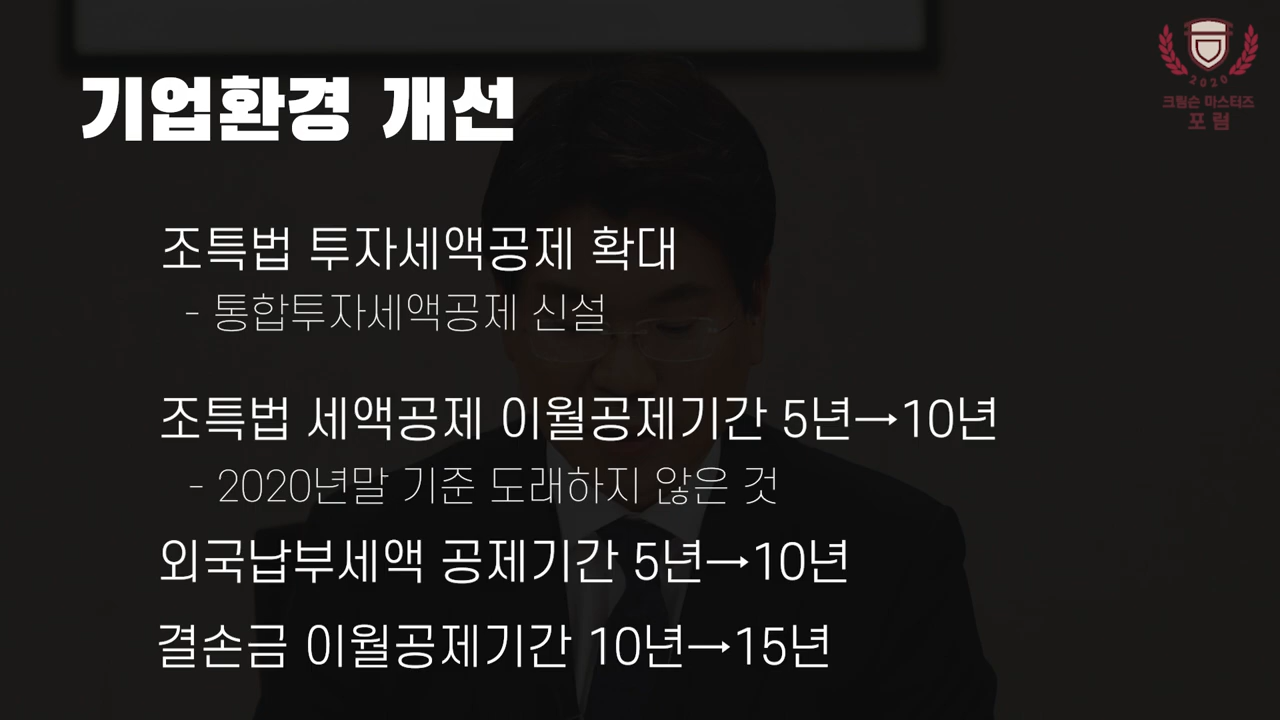 2020
크림슨 마스터즈
포럼
기업환경 개선
조특법 투자세액공제 확대
- 통합투자세액공제 신설
조특법 세액공제 이월공제기간 5년→10년
- 2020년말 기준 도래하지 않은 것
외국납부세액 공제기간 5년→10년
결손금 이월공제기간 10년→15년